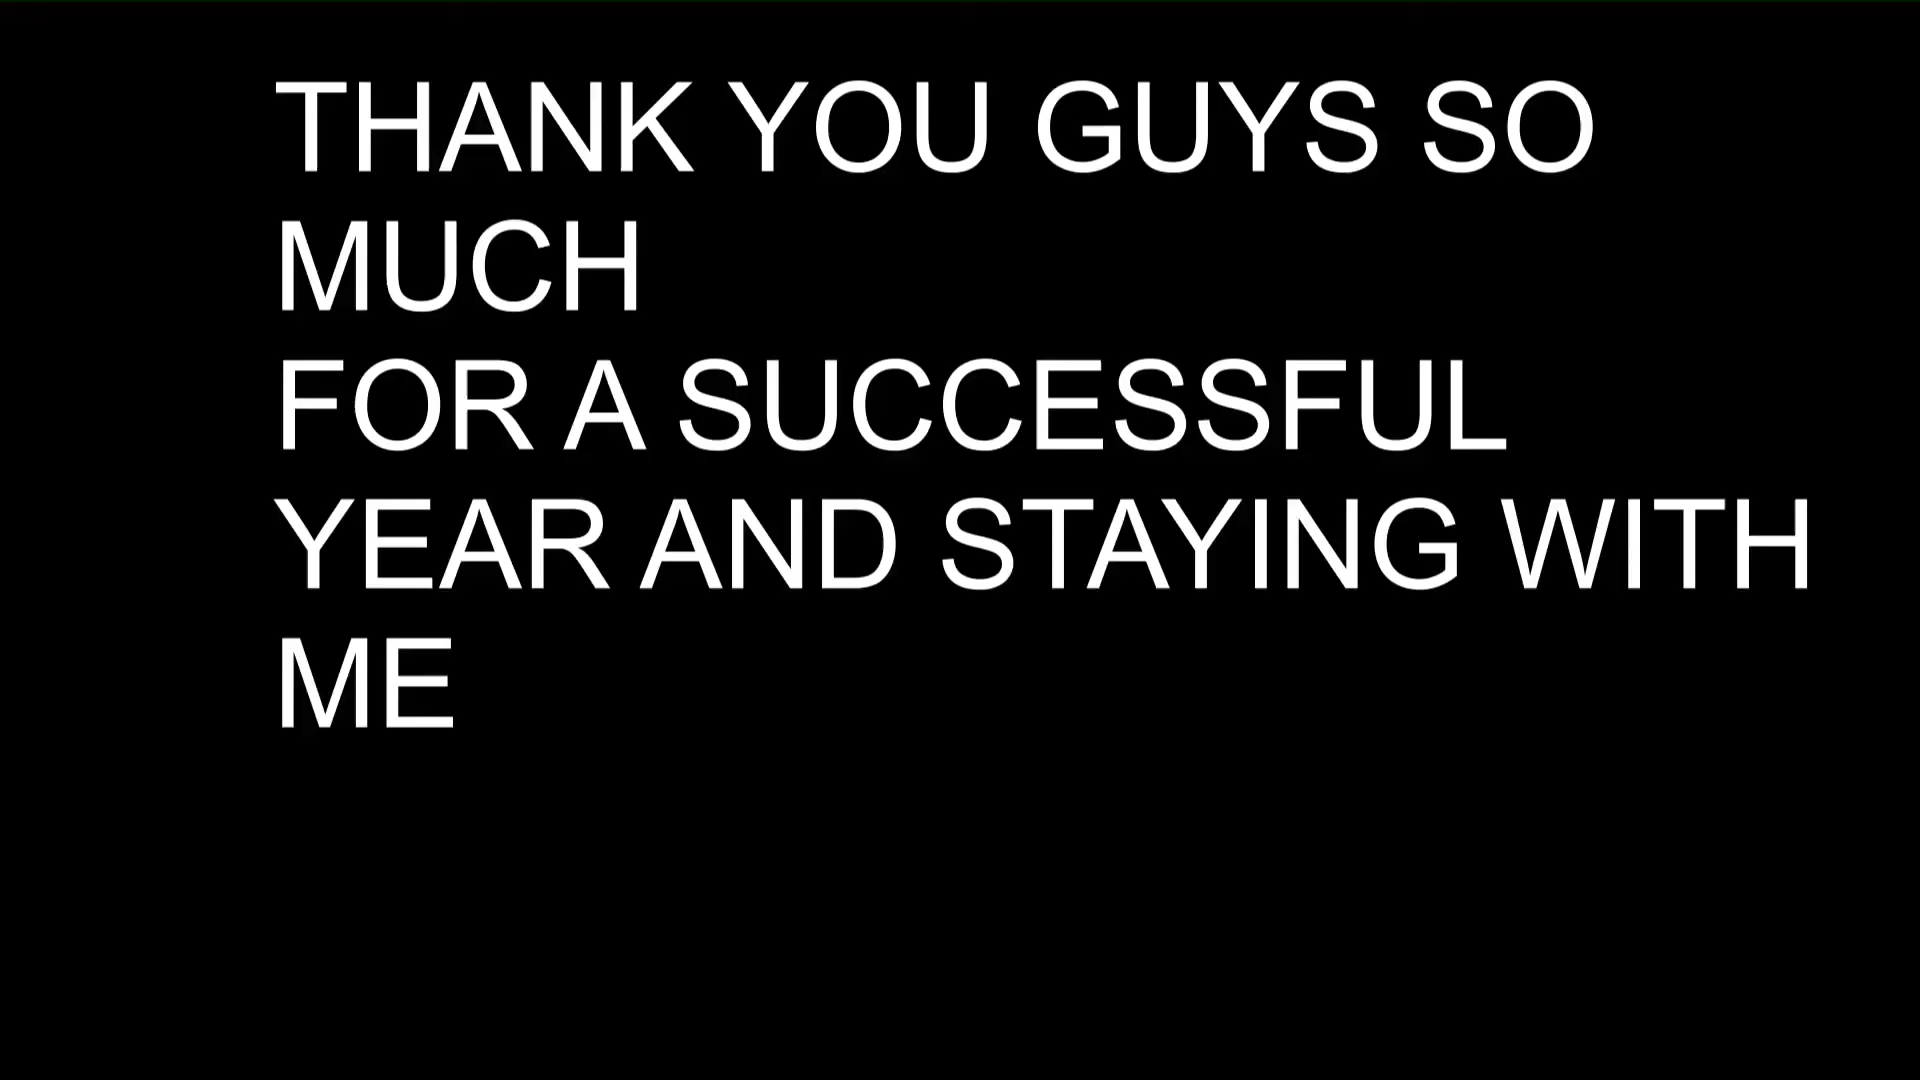 THANK YOU GUYS SO
MUCH
FOR A SUCCESSFUL
YEAR AND STAYING WITH
ME